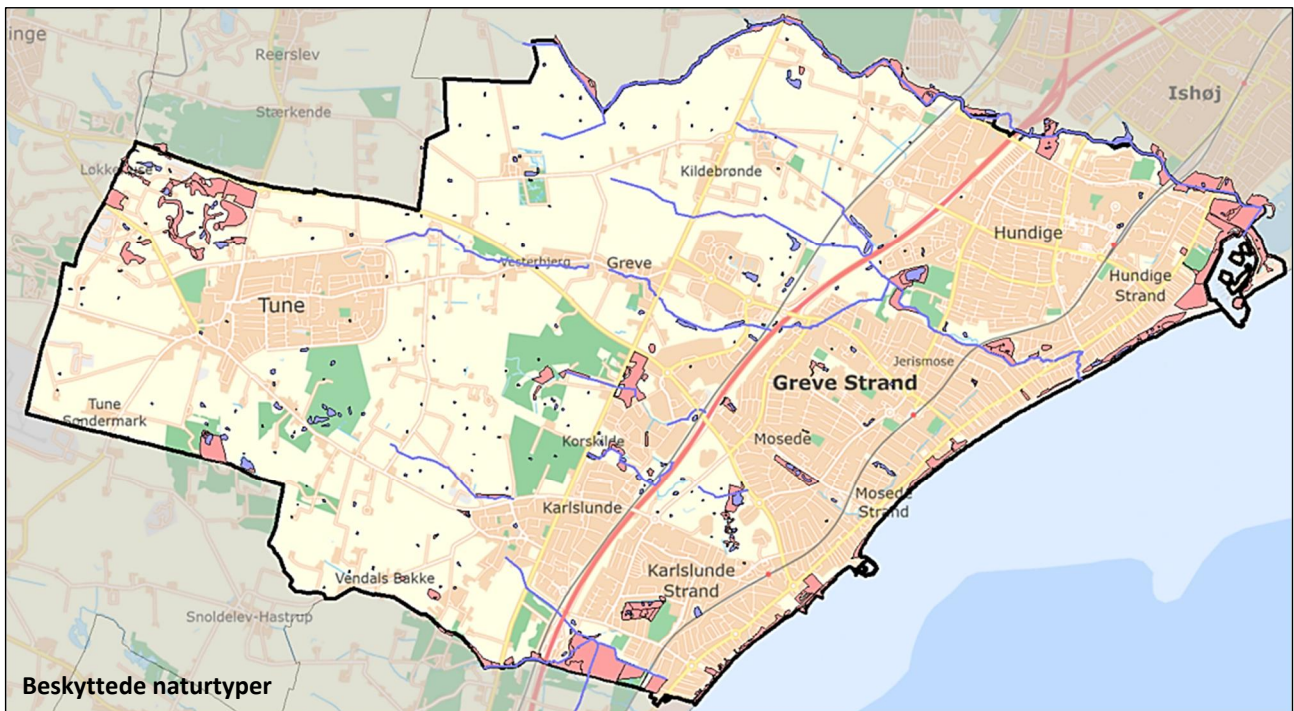 inge
Reerslev
Stærkende
Ishøj
Kildebrønde
Hundige
Vesterbjerg
Greve
Hundige
Strand
Tune
Jerismose
Greve Strand
Tune
Søndermark
Korskilde
Mosede
Mosede
Strand
Karlslunde
Karlslunde
Strand
Vendals Bakke
Snoldelev-Hastrup
Beskyttede naturtyper